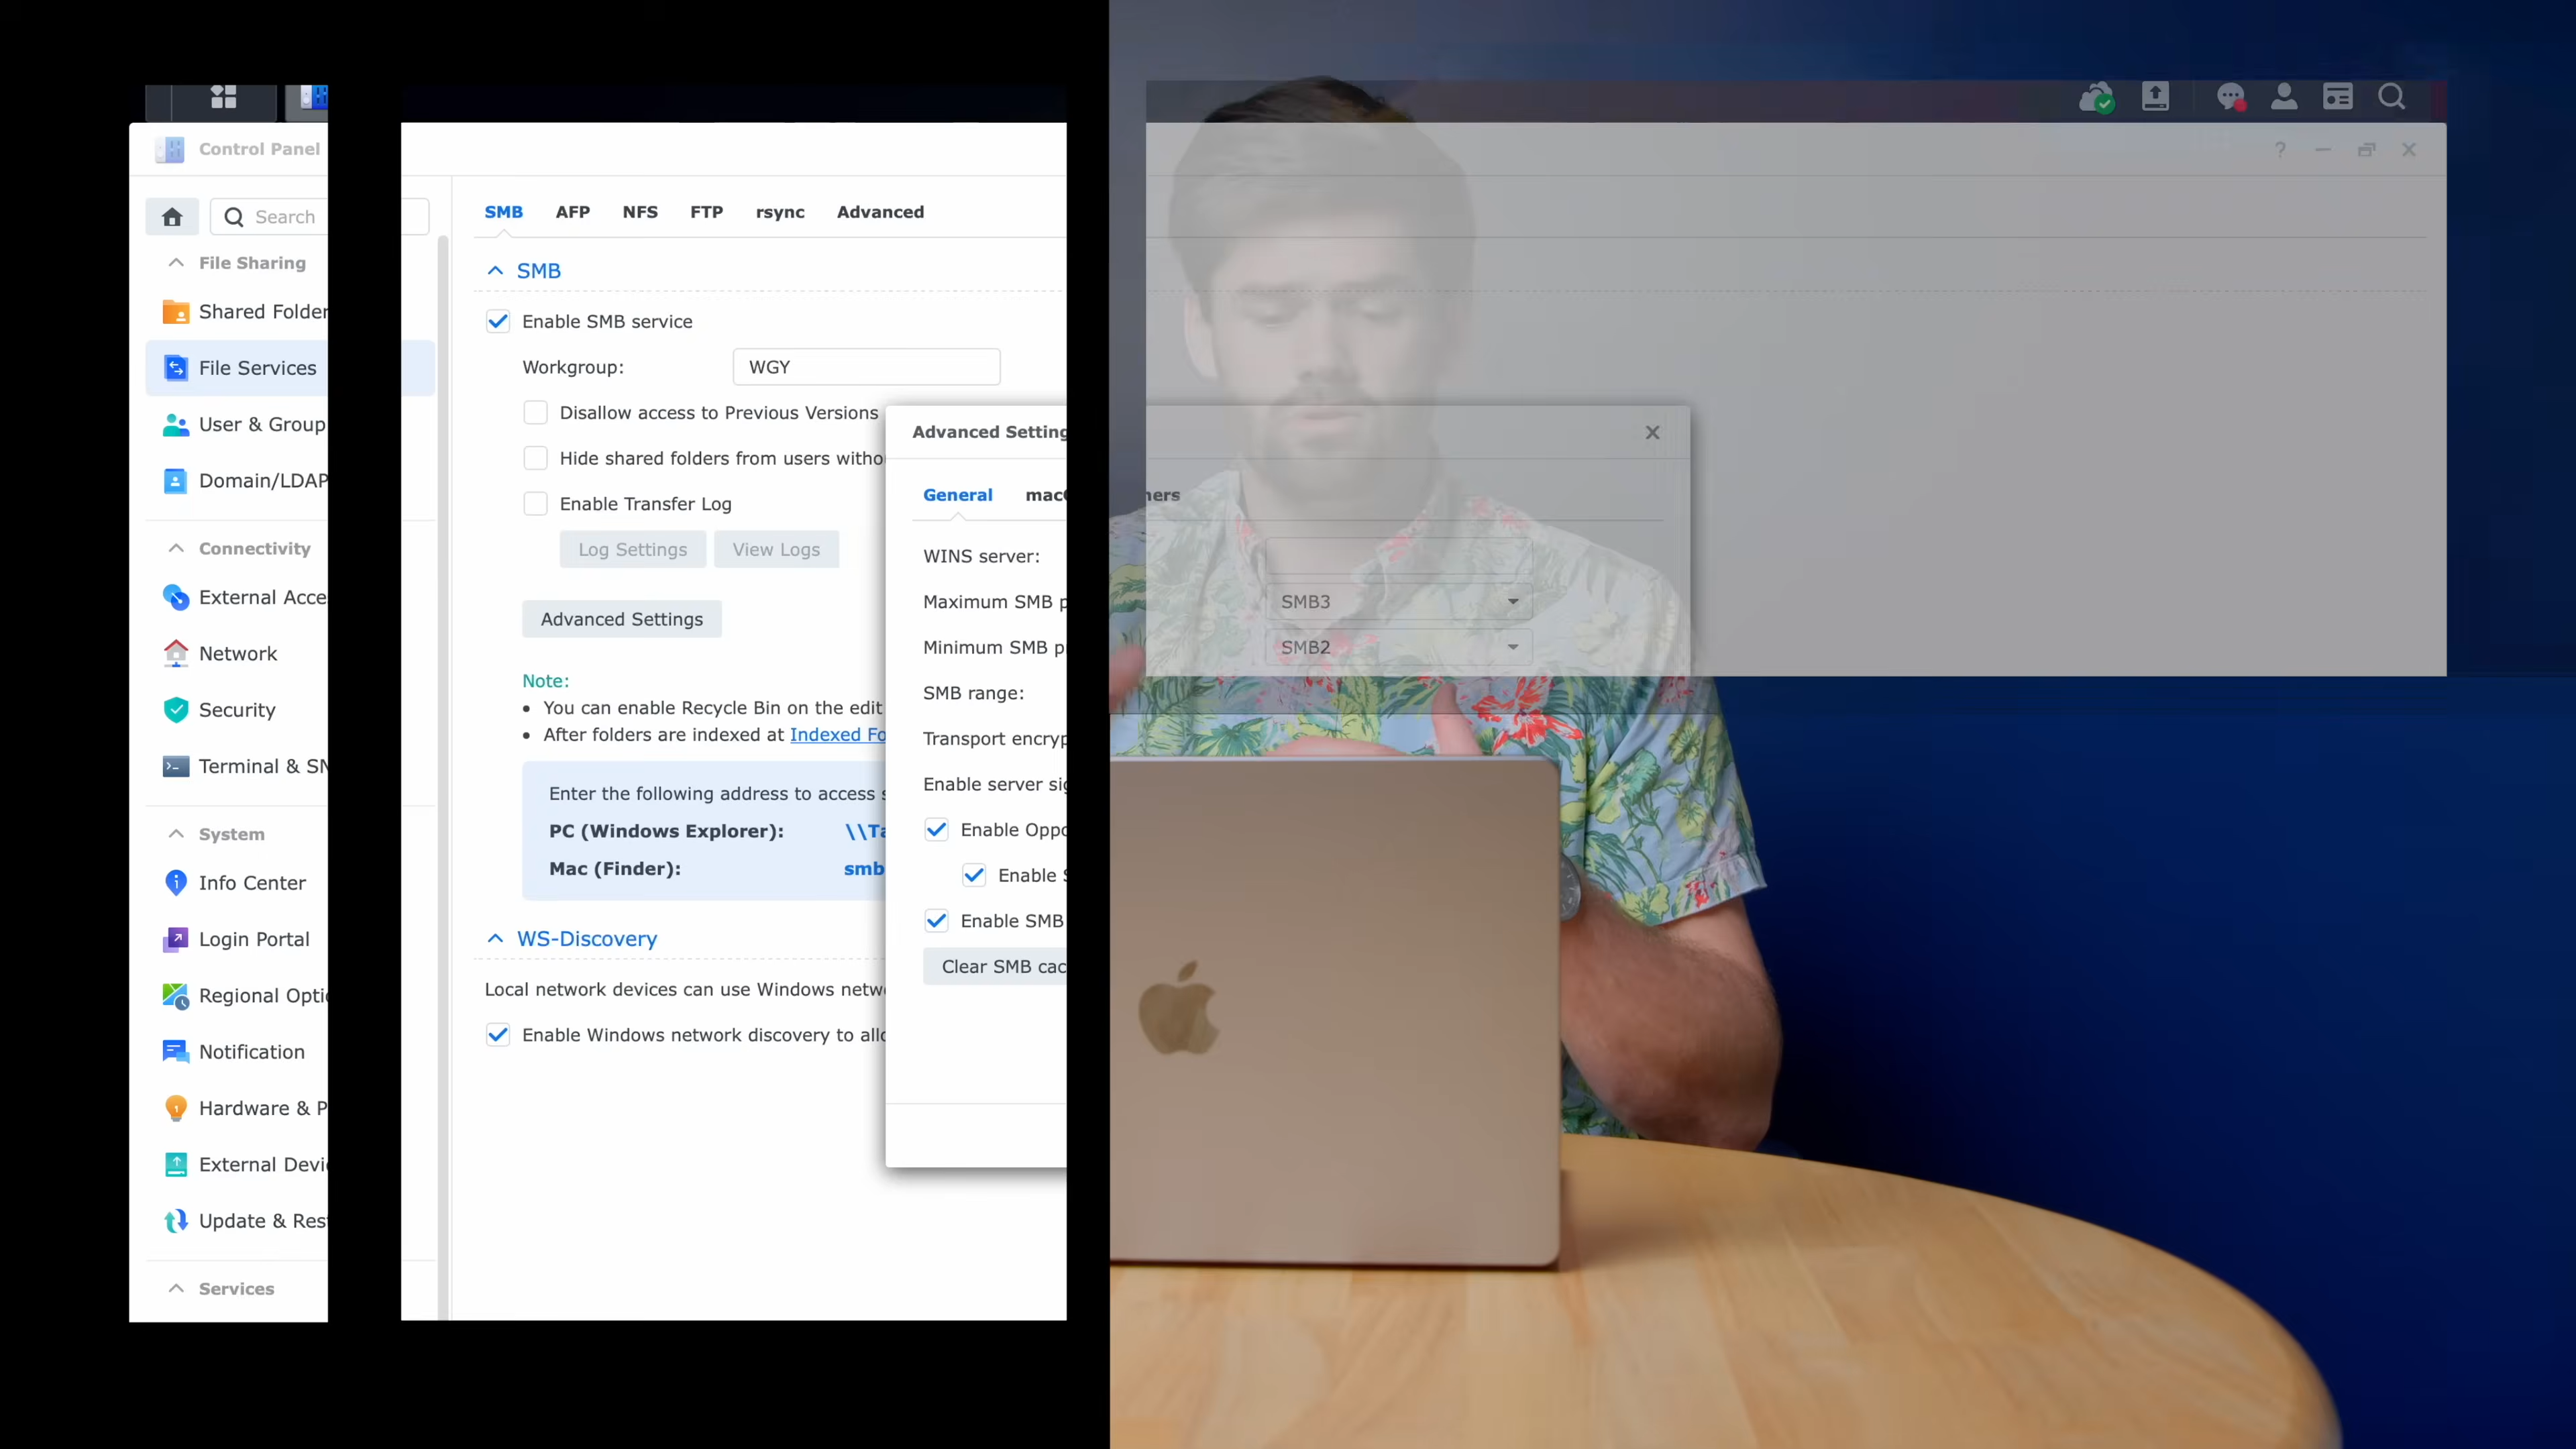 Control Panel
Search
File Sharing
Shared Folder
File Services
User & Group
Domain/LDAP
Connectivity
External Acce
Network
Security
Terminal & SN
System
Info Center
Login Portal
Regional Optio
Notification
Hardware & P
External Devi
Update & Res
Services
SMB AFP NFS FTP rsync Advanced
SMB
Enable SMB service
Workgroup: WGY
Disallow access to Previous Versions
Hide shared folders from users witho
Enable Transfer Log
Log Settings View Logs
Advanced Settings
Note:
• You can enable Recycle Bin on the edit
• After folders are indexed at Indexed Fo
Enter the following address to access s
PC (Windows Explorer): \\Ta
Mac (Finder): smb
WS-Discovery
Local network devices can use Windows netw
Enable Windows network discovery to allo
Advanced Setting
General mac hers
WINS server:
Maximum SMB p SMB3
Minimum SMB p SMB2
SMB range:
Transport encryp
Enable server sig
Enable Oppo
Enable S
Enable SMB
Clear SMB cac